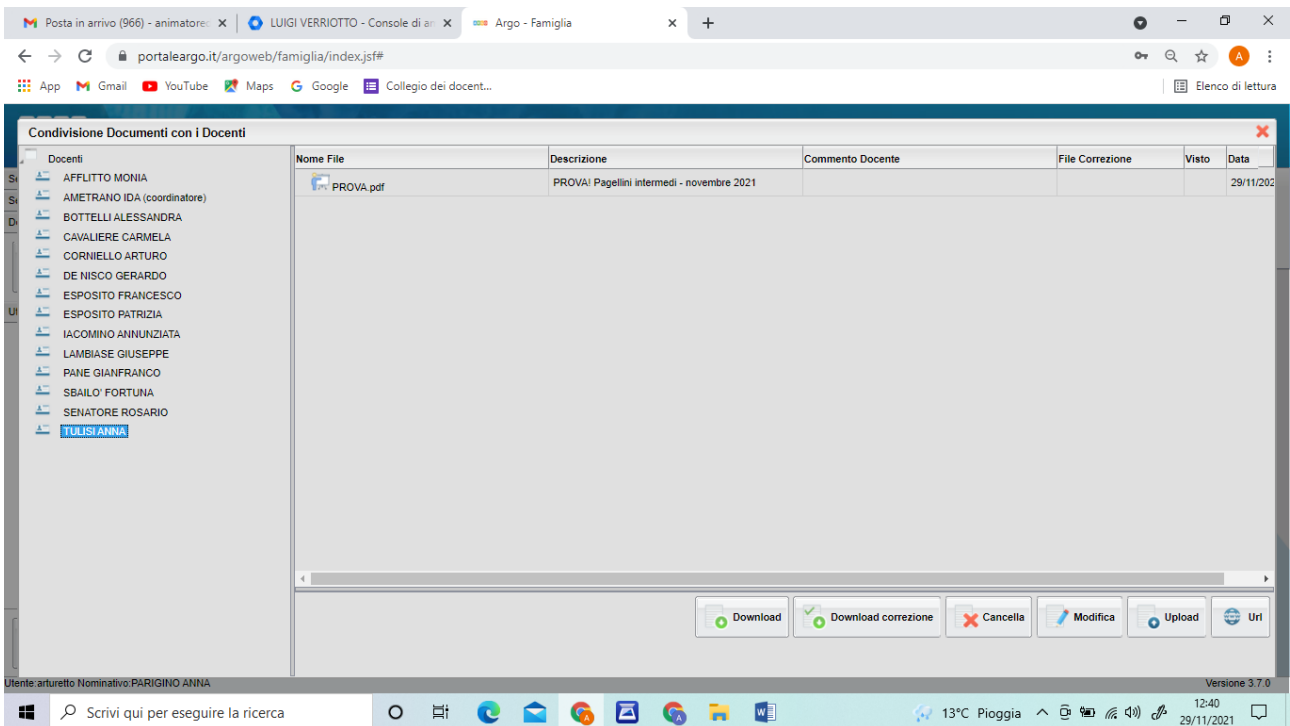 Posta in arrivo (966) - animatore
LUIGI VERRIOTTO - Console di a
Argo - Famiglia
portaleargo.it/argoweb/famiglia/index.jsf#
A
App Gmail YouTube Maps Google Collegio dei docent... Elenco di lettura
Condivisione Documenti con i Docenti
Docenti
AFFLITTO MONIA
AMETRANO IDA (coordinatore)
BOTTELLI ALESSANDRA
CAVALIERE CARMELA
CORNIELLO ARTURO
DE NISCO GERARDO
ESPOSITO FRANCESCO
ESPOSITO PATRIZIA
IACOMINO ANNUNZIATA
LAMBIASE GIUSEPPE
PANE GIANFRANCO
SBAILO' FORTUNA
SENATORE ROSARIO
TULISI ANNA
Nome File Descrizione Commento Docente File Correzione Visto Data
PROVA.pdf PROVA! Pagellini intermedi - novembre 2021 29/11/202
Download Download correzione Cancella Modifica Upload Url
Utente:arturetto Nominativo:PARIGINO ANNA Versione 3.7.0
Scrivi qui per eseguire la ricerca
13°C Pioggia
12:40
29/11/2021